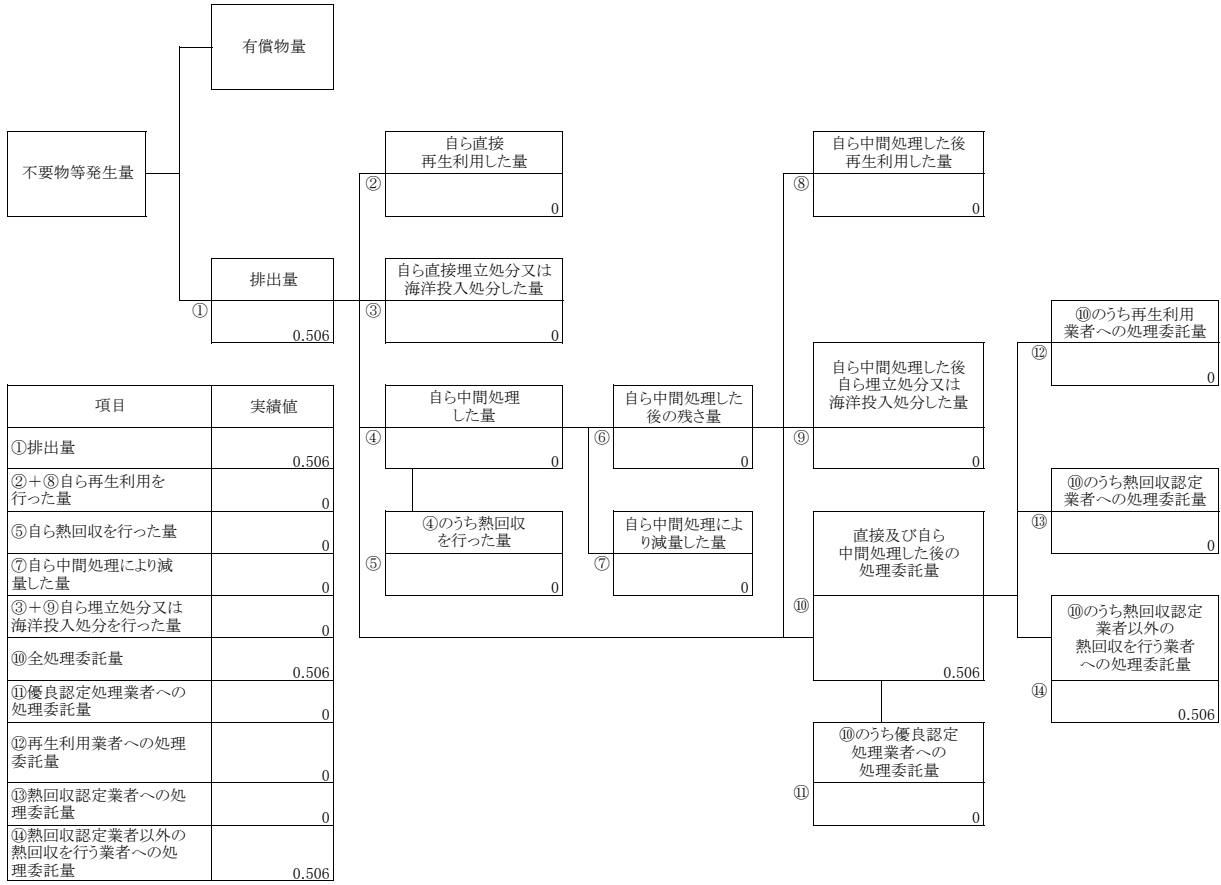 有償物量
不要物等発生量
自ら直接
再生利用した量
②
0
自ら中間処理した後
再生利用した量
⑧
0
排出量
①
0.506
自ら直接埋立処分又は
海洋投入処分した量
③
0
⑩のうち再生利用
業者への処理委託量
⑫
0
自ら中間処理
した量
④
0
自ら中間処理した
後の残さ量
⑥
0
自ら中間処理した後
自ら埋立処分又は
海洋投入処分した量
⑨
0
⑩のうち熱回収認定
業者への処理委託量
⑬
0
④のうち熱回収
を行った量
⑤
0
自ら中間処理によ
り減量した量
⑦
0
直接及び自ら
中間処理した後の
処理委託量
⑩
0.506
⑩のうち熱回収認定
業者以外の
熱回収を行う業者
への処理委託量
⑭
0.506
⑩のうち優良認定
処理業者への
処理委託量
⑪
0
項目
実績値
①排出量
0.506
②+⑧自ら再生利用を
行った量
0
⑤自ら熱回収を行った量
0
⑦自ら中間処理により減
量した量
0
③+⑨自ら埋立処分又は
海洋投入処分を行った量
0
⑩全処理委託量
0.506
⑪優良認定処理業者への
処理委託量
0
⑫再生利用業者への処理
委託量
0
⑬熱回収認定業者への処
理委託量
0
⑭熱回収認定業者以外の
熱回収を行う業者への処
理委託量
0.506